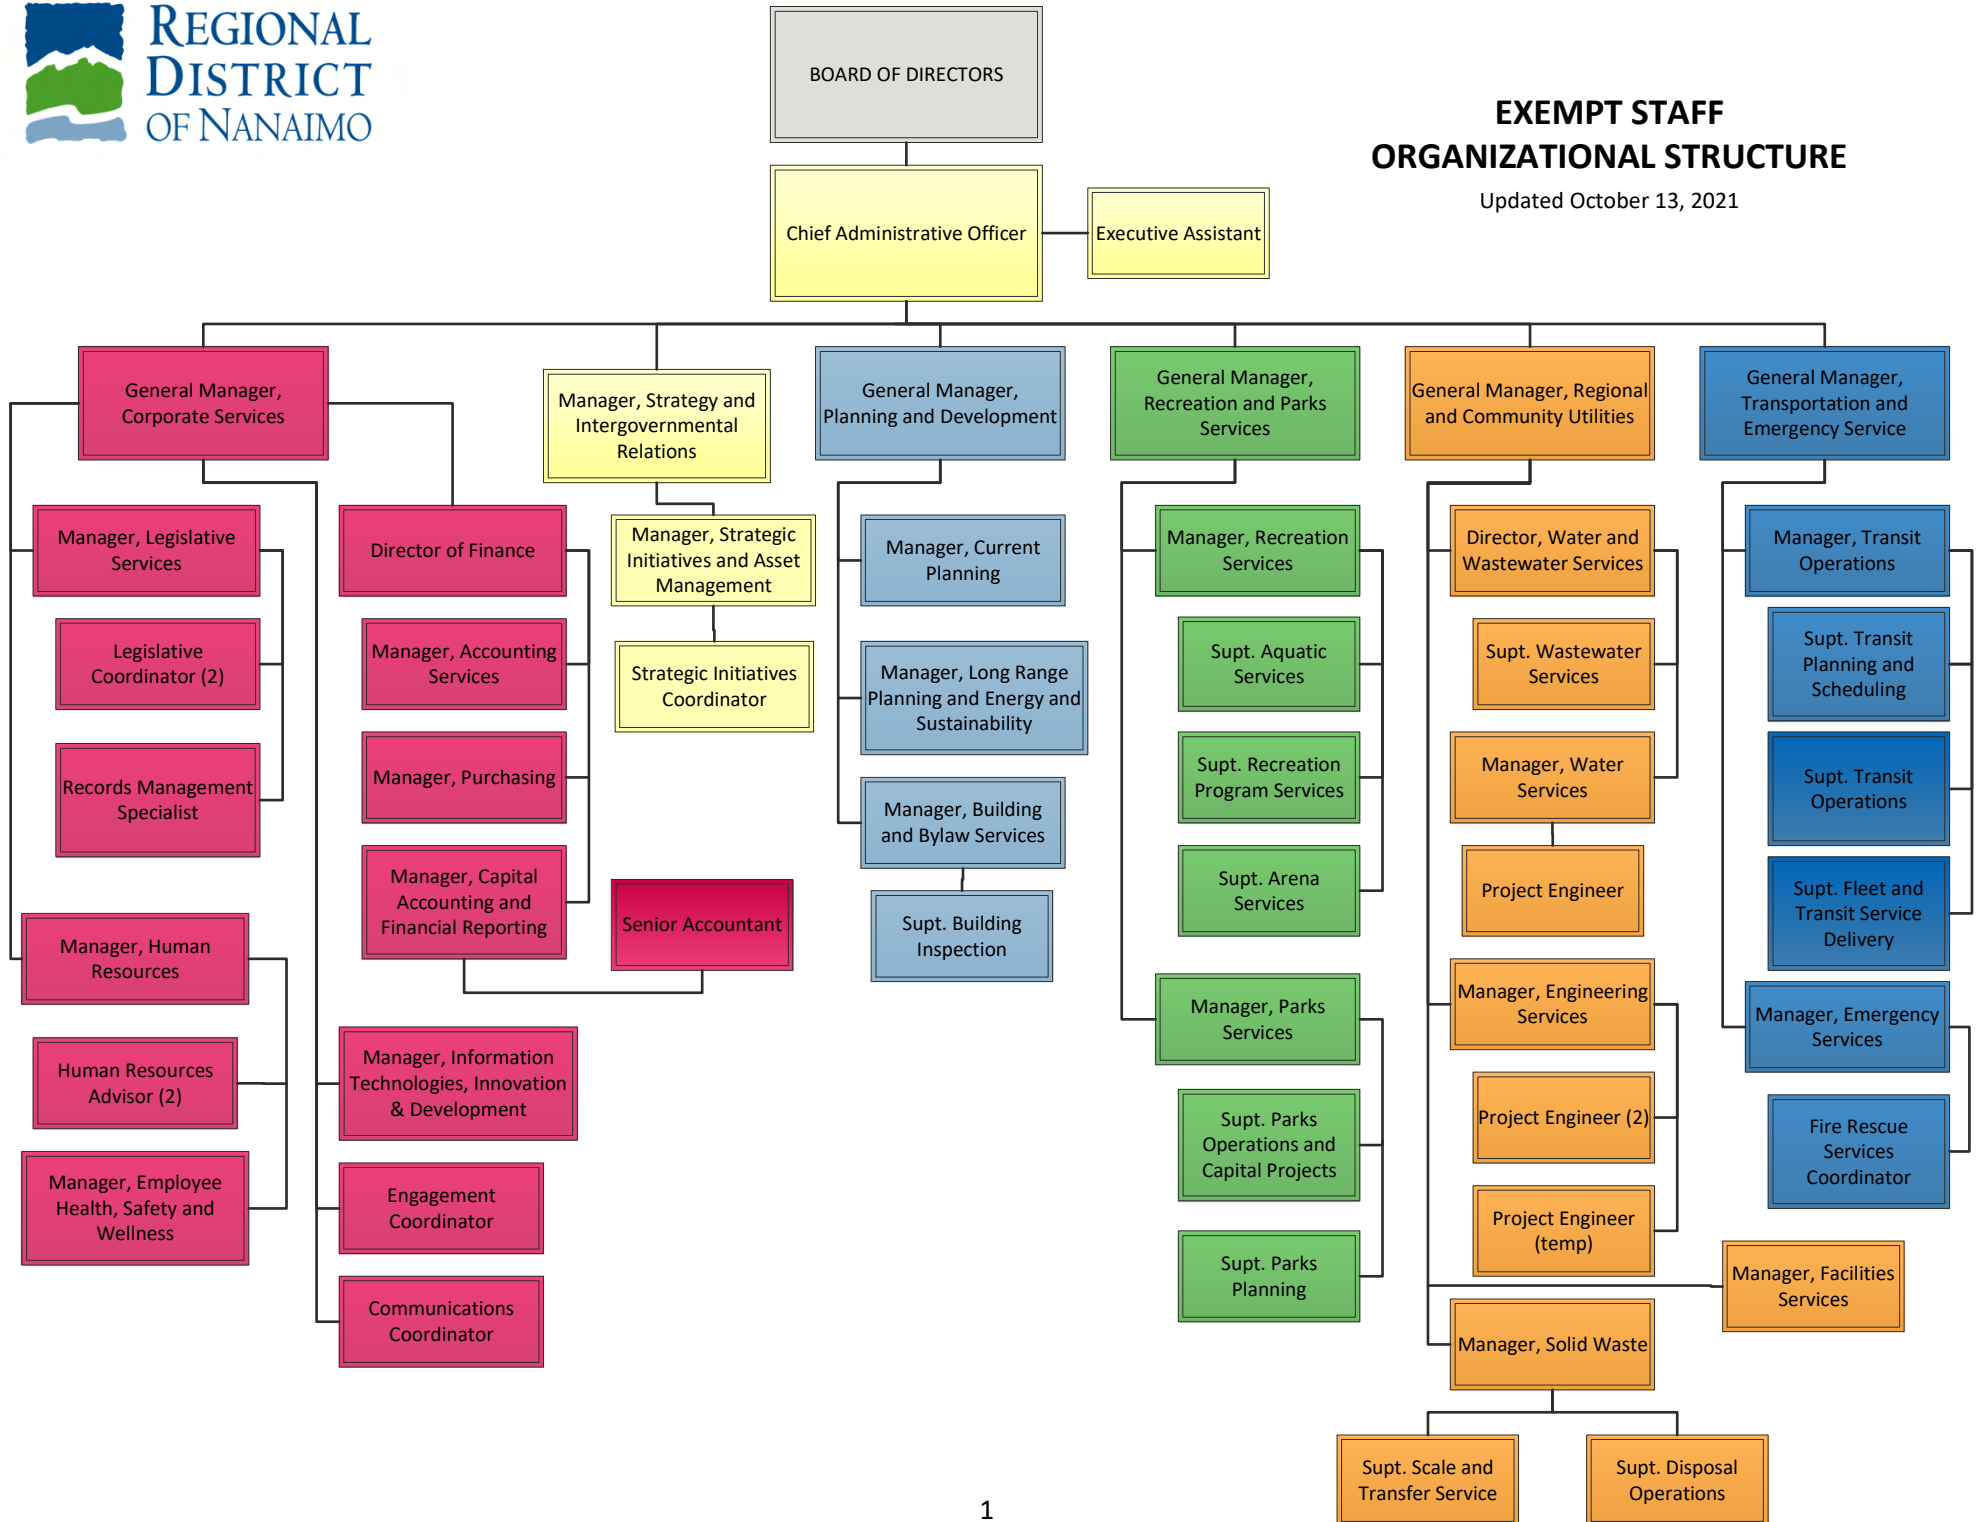 REGIONAL
DISTRICT
OF NANAIMO
BOARD OF DIRECTORS
EXEMPT STAFF
ORGANIZATIONAL STRUCTURE
Updated October 13, 2021
Chief Administrative Officer
Executive Assistant
General Manager,
Corporate Services
Manager, Strategy and
Intergovernmental
Relations
General Manager,
Planning and Development
General Manager,
Recreation and Parks
Services
General Manager, Regional
and Community Utilities
General Manager,
Transportation and
Emergency Service
Manager, Legislative
Services
Legislative
Coordinator (2)
Records Management
Specialist
Manager, Human
Resources
Human Resources
Advisor (2)
Manager, Employee
Health, Safety and
Wellness
Director of Finance
Manager, Accounting
Services
Manager, Purchasing
Manager, Capital
Accounting and
Financial Reporting
Senior Accountant
Manager, Information
Technologies, Innovation
& Development
Engagement
Coordinator
Communications
Coordinator
Manager, Strategic
Initiatives and Asset
Management
Strategic Initiatives
Coordinator
Manager, Current
Planning
Manager, Long Range
Planning and Energy and
Sustainability
Manager, Building
and Bylaw Services
Supt. Building
Inspection
Manager, Recreation
Services
Supt. Aquatic
Services
Supt. Recreation
Program Services
Supt. Arena
Services
Manager, Parks
Services
Supt. Parks
Operations and
Capital Projects
Supt. Parks
Planning
Director, Water and
Wastewater Services
Supt. Wastewater
Services
Manager, Water
Services
Project Engineer
Manager, Engineering
Services
Project Engineer (2)
Project Engineer
(temp)
Manager, Facilities
Services
Manager, Solid Waste
Supt. Scale and
Transfer Service
Supt. Disposal
Operations
Manager, Transit
Operations
Supt. Transit
Planning and
Scheduling
Supt. Transit
Operations
Supt. Fleet and
Transit Service
Delivery
Manager, Emergency
Services
Fire Rescue
Services
Coordinator
1